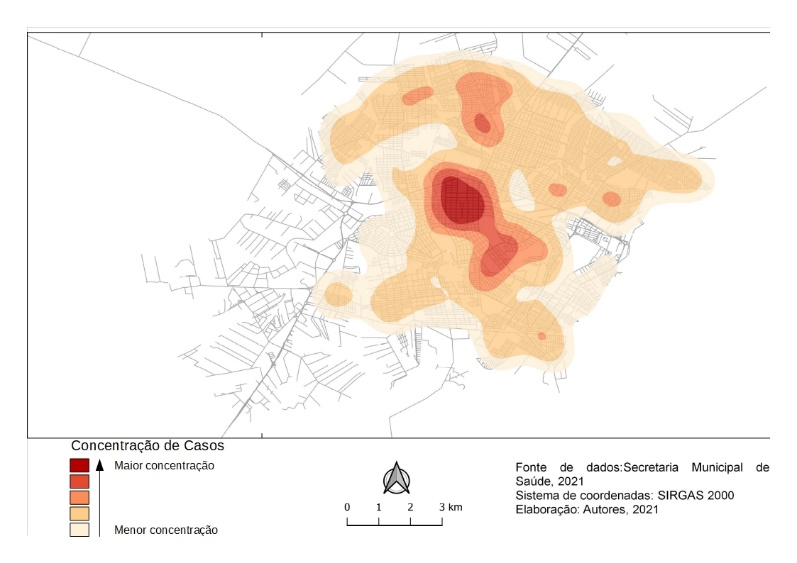 Concentração de Casos
Maior concentração
Menor concentração
0 1 2 3 km
Fonte de dados:Secretaria Municipal de
Saúde, 2021
Sistema de coordenadas: SIRGAS 2000
Elaboração: Autores, 2021